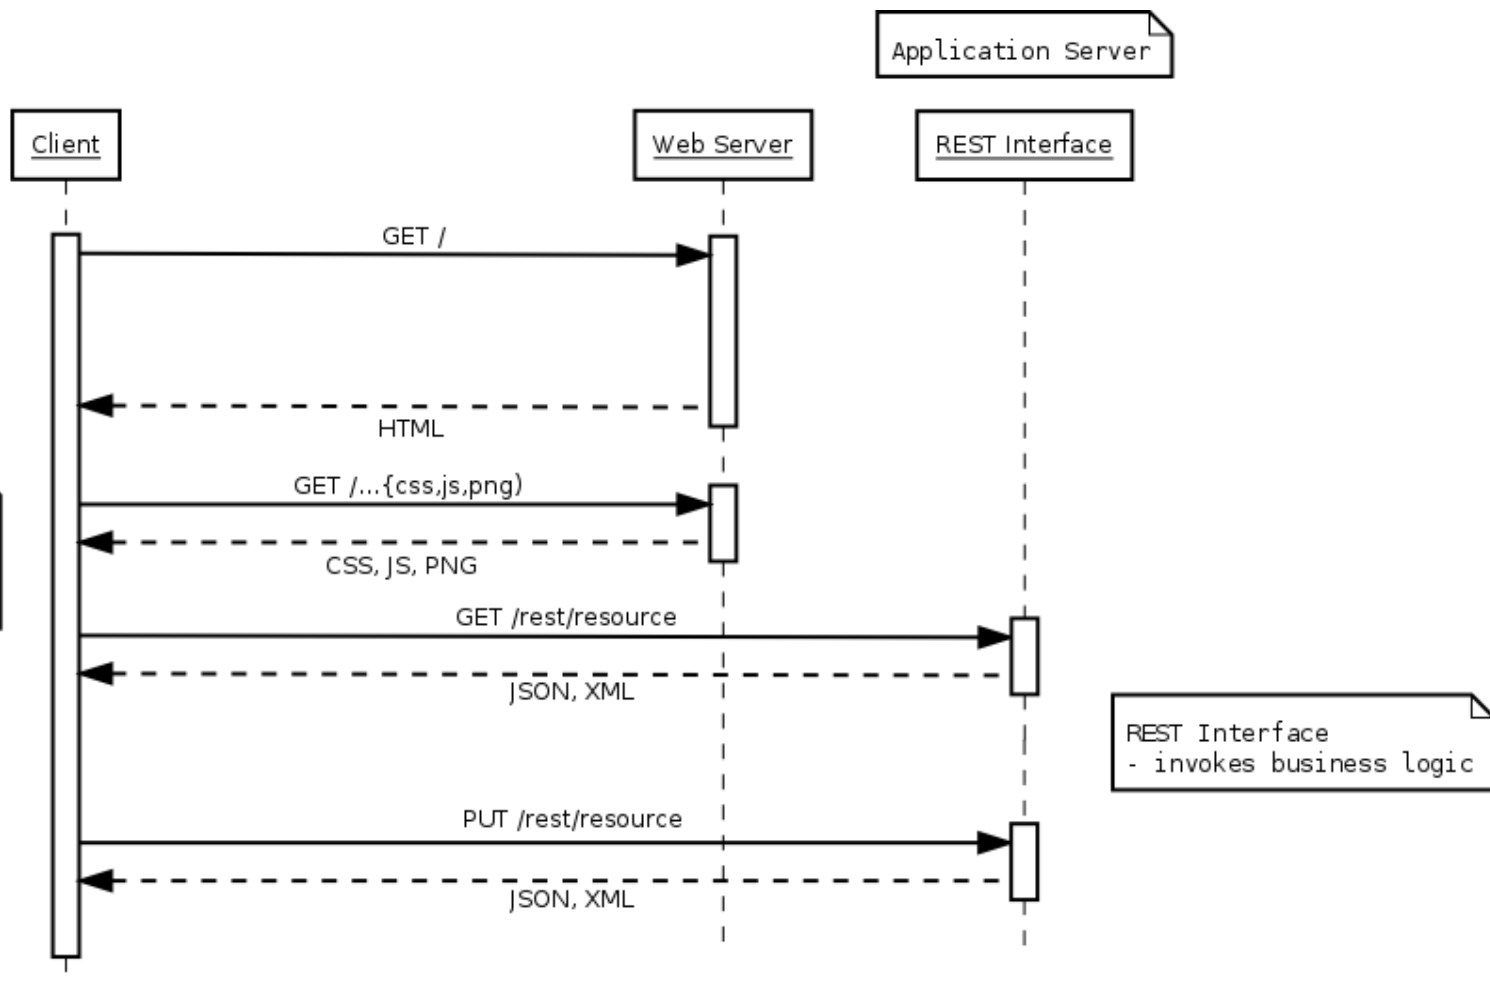 Application Server
Client
Web Server
REST Interface
GET /
HTML
GET /...{css,js,png)
CSS, JS, PNG
GET /rest/resource
JSON, XML
REST Interface
- invokes business logic
PUT /rest/resource
JSON, XML